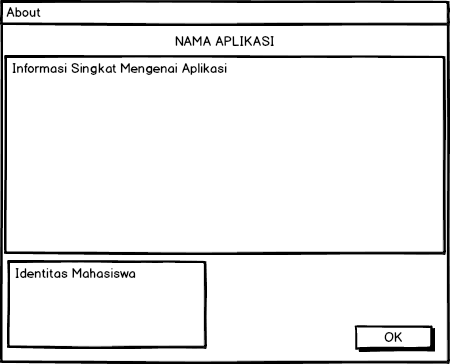 About
NAMA APLIKASI
Informasi Singkat Mengenai Aplikasi
Identitas Mahasiswa
OK